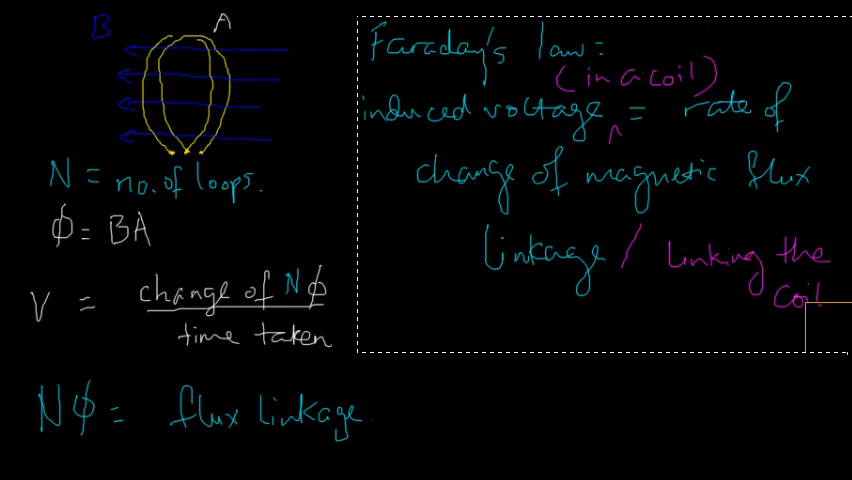 B
A
N = no. of loops.
Φ = BA
V = change of NΦ
time taken
NΦ = flux linkage.
Faraday's law:
(in a coil)
induced voltage ʌ = rate of
change of magnetic flux
linkage / linking the
coil